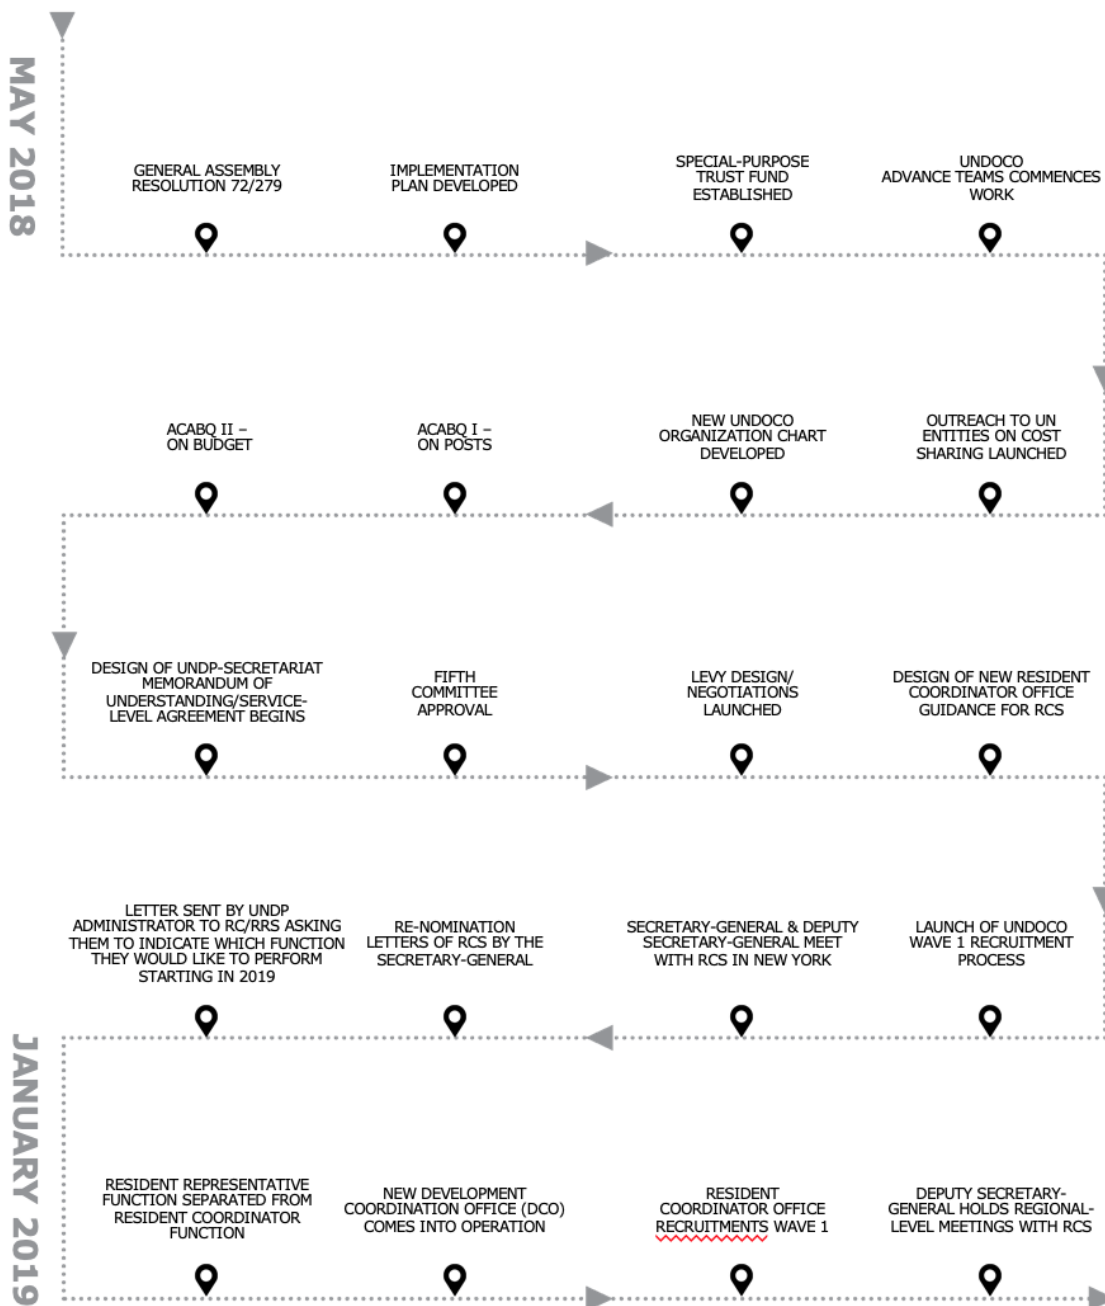 MAY 2018
GENERAL ASSEMBLY
RESOLUTION 72/279
IMPLEMENTATION
PLAN DEVELOPED
SPECIAL-PURPOSE
TRUST FUND
ESTABLISHED
UNDOCO
ADVANCE TEAMS COMMENCES
WORK
ACABQ II –
ON BUDGET
ACABQ I –
ON POSTS
NEW UNDOCO
ORGANIZATION CHART
DEVELOPED
OUTREACH TO UN
ENTITIES ON COST
SHARING LAUNCHED
DESIGN OF UNDP-SECRETARIAT
MEMORANDUM OF
UNDERSTANDING/SERVICE-
LEVEL AGREEMENT BEGINS
FIFTH
COMMITTEE
APPROVAL
LEVY DESIGN/
NEGOTIATIONS
LAUNCHED
DESIGN OF NEW RESIDENT
COORDINATOR OFFICE
GUIDANCE FOR RCS
LETTER SENT BY UNDP
ADMINISTRATOR TO RC/RRS ASKING
THEM TO INDICATE WHICH FUNCTION
THEY WOULD LIKE TO PERFORM
STARTING IN 2019
RE-NOMINATION
LETTERS OF RCS BY THE
SECRETARY-GENERAL
SECRETARY-GENERAL & DEPUTY
SECRETARY-GENERAL MEET
WITH RCS IN NEW YORK
LAUNCH OF UNDOCO
WAVE 1 RECRUITMENT
PROCESS
JANUARY 2019
RESIDENT REPRESENTATIVE
FUNCTION SEPARATED FROM
RESIDENT COORDINATOR
FUNCTION
NEW DEVELOPMENT
COORDINATION OFFICE (DCO)
COMES INTO OPERATION
RESIDENT
COORDINATOR OFFICE
RECRUITMENTS WAVE 1
DEPUTY SECRETARY-
GENERAL HOLDS REGIONAL-
LEVEL MEETINGS WITH RCS